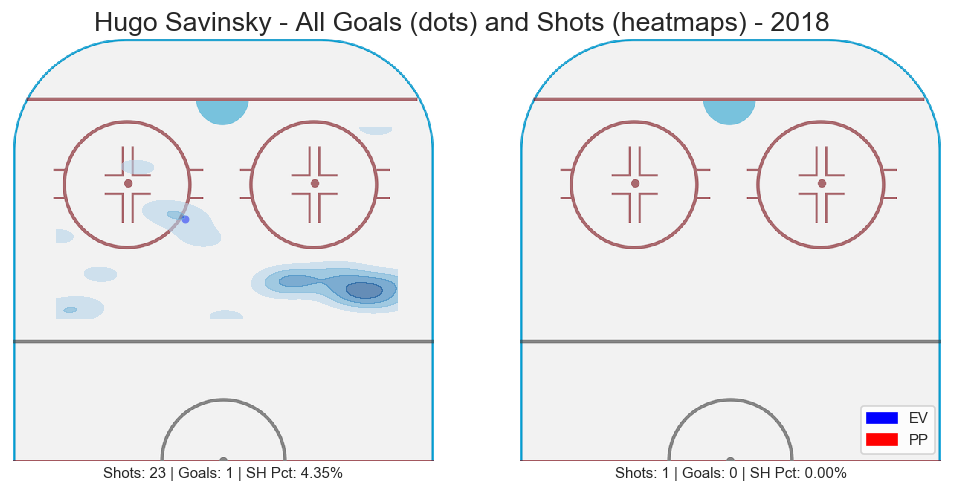 Hugo Savinsky - All Goals (dots) and Shots (heatmaps) - 2018
EV
PP
Shots: 23 | Goals: 1 | SH Pct: 4.35%
Shots: 1 | Goals: 0 | SH Pct: 0.00%